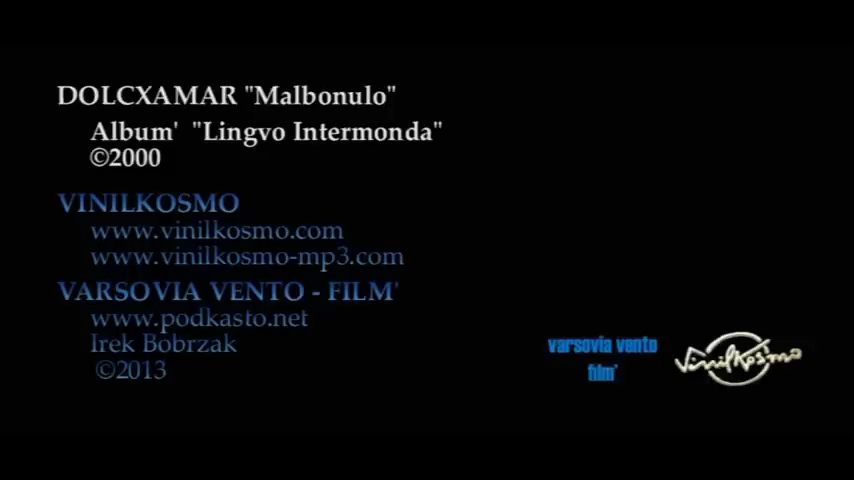 DOLCXAMAR "Malbonulo"
Album' "Lingvo Intermonda"
©2000
VINILKOSMO
www.vinilkosmo.com
www.vinilkosmo-mp3.com
VARSOVIA VENTO - FILM'
www.podkasto.net
Irek Bobrzak
©2013
varsovia vento
film'
VinilKosmo